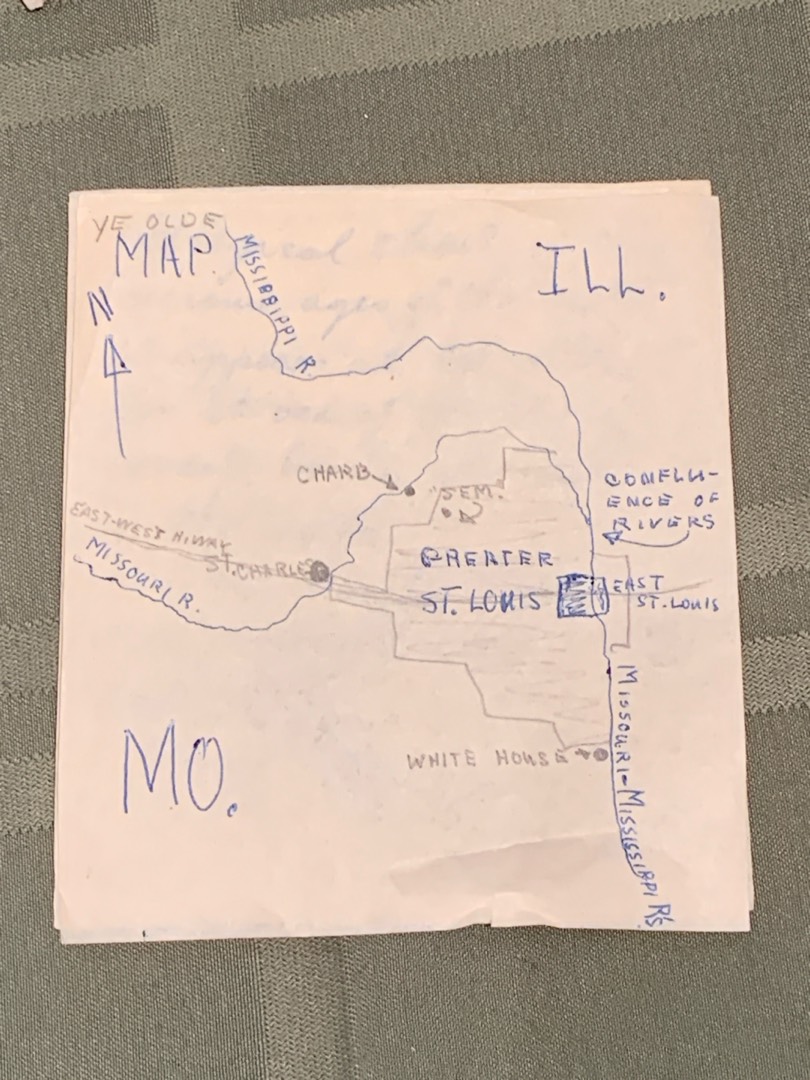 YE OLDE
MAP.
ILL.
N
MISSISSIPPI R.
CHARB
SEM.
CONFLU-
ENCE OF
RIVERS
EAST-WEST HIWAY
ST. CHARLES
MISSOURI R.
GREATER
ST. LOUIS
EAST
ST. LOUIS
MO.
WHITE HOUSE
MISSOURI-MISSISSIPPI R'S